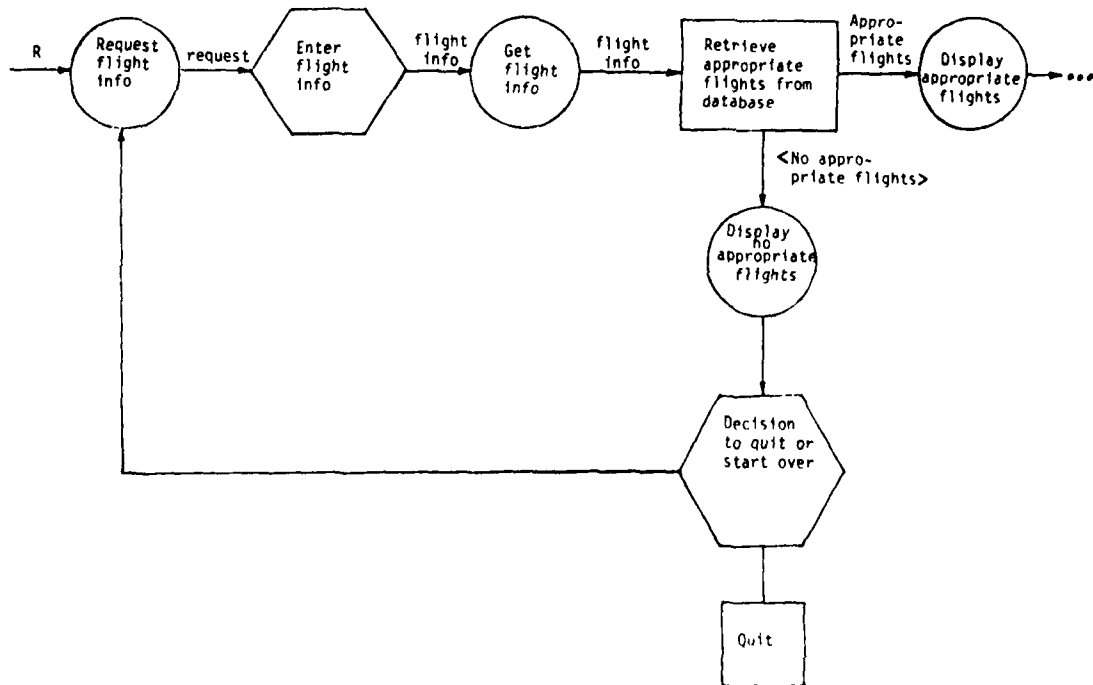 R
Request
flight
info
request
Enter
flight
info
flight
info
Get
flight
info
flight
info
Retrieve
appropriate
flights from
database
Appro-
priate
flights
Display
appropriate
flights
<No appro-
priate flights>
Display
no
appropriate
flights
Decision
to quit or
start over
Quit